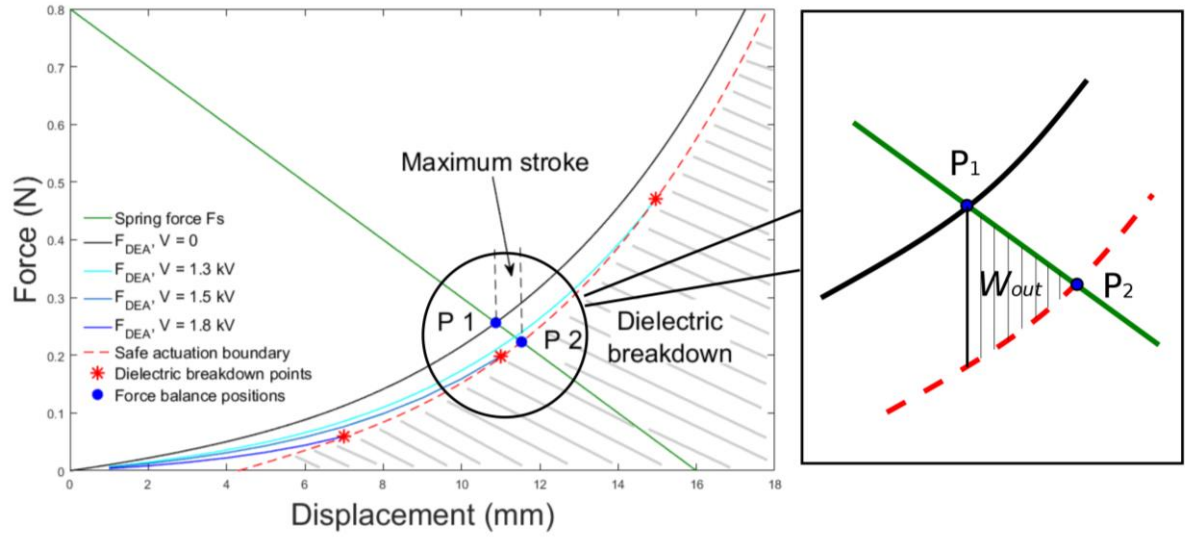 0.8
0.7
0.6
0.5
0.4
0.3
0.2
0.1
0
Force (N)
Maximum stroke
Spring force Fs
F_DEA, V = 0
F_DEA, V = 1.3 kV
F_DEA, V = 1.5 kV
F_DEA, V = 1.8 kV
Safe actuation boundary
Dielectric breakdown points
Force balance positions
P 1
P 2
Dielectric
breakdown
0 2 4 6 8 10 12 14 16 18
Displacement (mm)
P1
Wout
P2